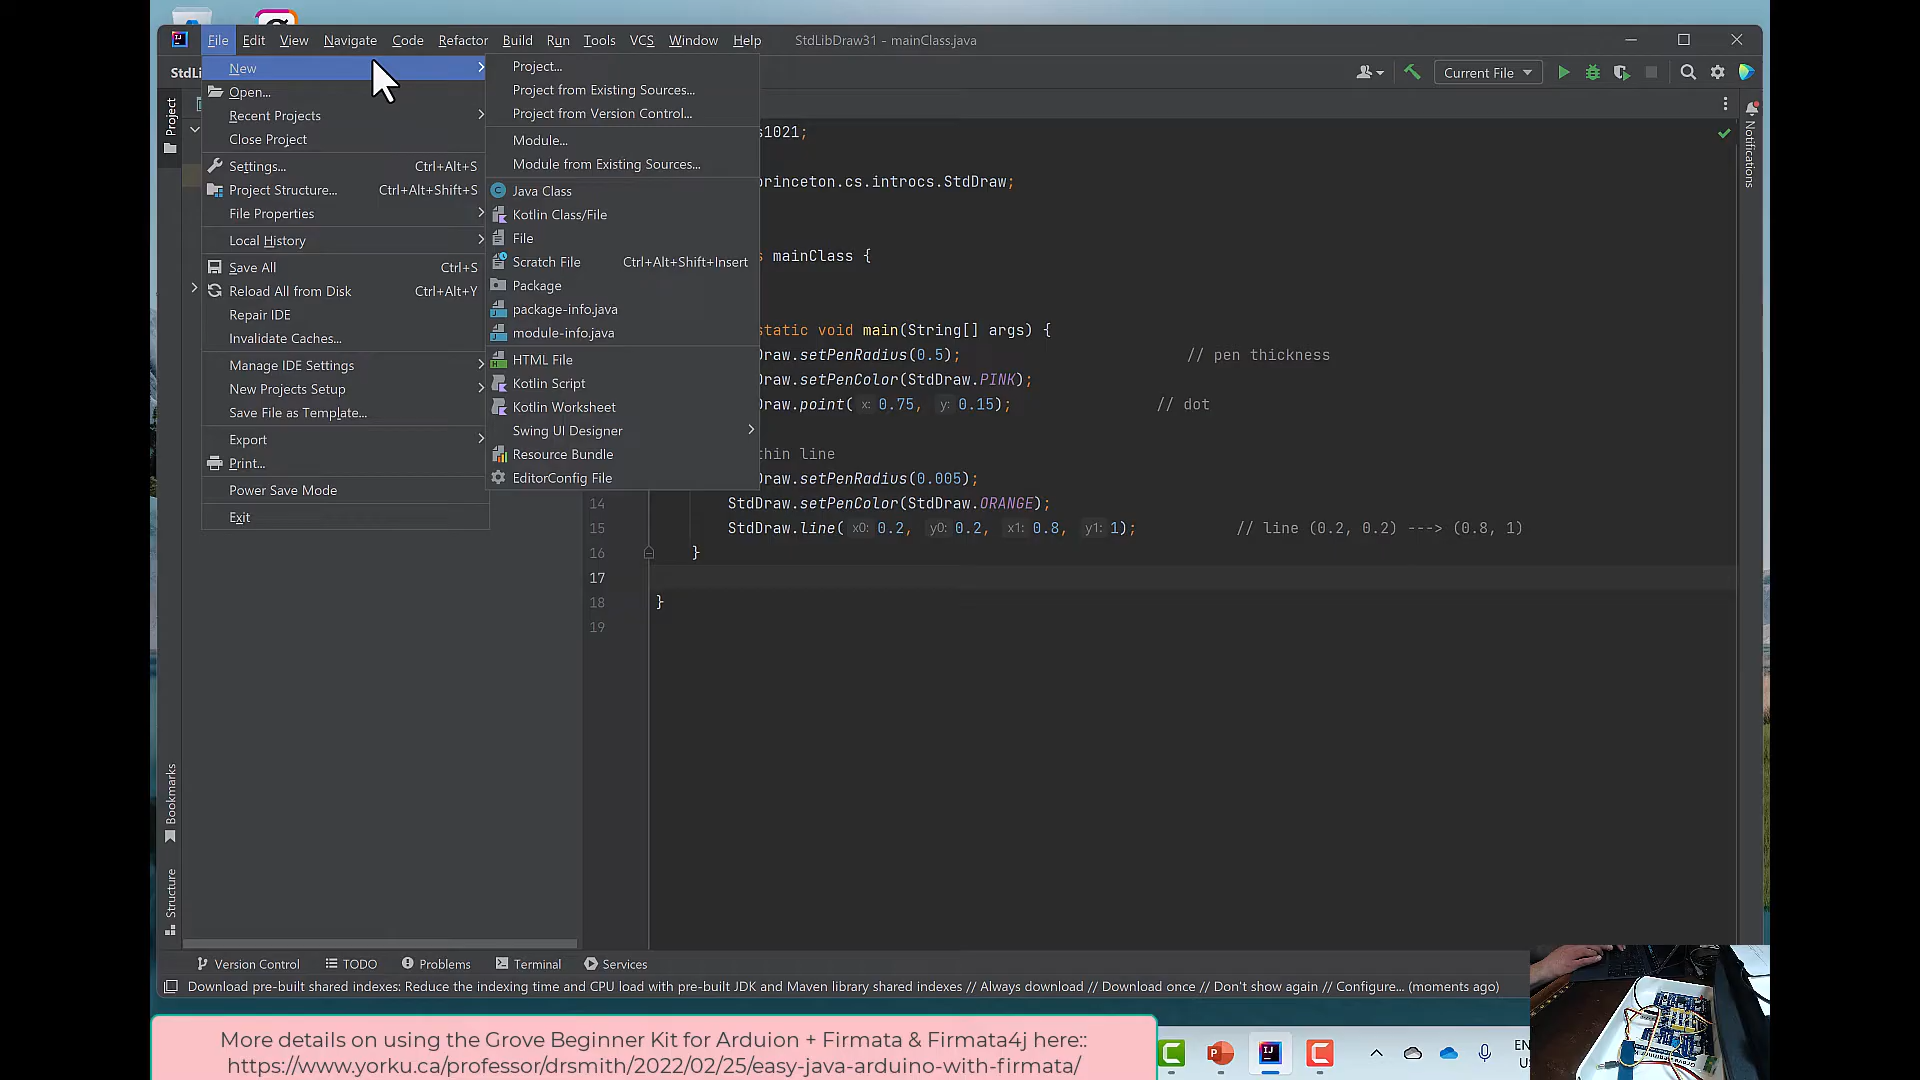 File Edit View Navigate Code Refactor Build Run Tools VCS Window Help StdLibDraw31 - mainClass.java
StdLi
Current File
New
Open...
Recent Projects
Close Project
Settings... Ctrl+Alt+S
Project Structure... Ctrl+Alt+Shift+S
File Properties
Local History
Save All Ctrl+S
Reload All from Disk Ctrl+Alt+Y
Repair IDE
Invalidate Caches...
Manage IDE Settings
New Projects Setup
Save File as Template...
Export
Print...
Power Save Mode
Exit
Project...
Project from Existing Sources...
Project from Version Control...
Module...
Module from Existing Sources...
Java Class
Kotlin Class/File
File
Scratch File Ctrl+Alt+Shift+Insert
Package
package-info.java
module-info.java
HTML File
Kotlin Script
Kotlin Worksheet
Swing UI Designer
Resource Bundle
EditorConfig File
Project
Bookmarks
Structure
Notifications
s1021;
princeton.cs.introcs.StdDraw;
mainClass {
static void main(String[] args) {
Draw.setPenRadius(0.5); // pen thickness
Draw.setPenColor(StdDraw.PINK);
Draw.point( x: 0.75, y: 0.15); // dot
thin line
Draw.setPenRadius(0.005);
14 StdDraw.setPenColor(StdDraw.ORANGE);
15 StdDraw.line( x0: 0.2, y0: 0.2, x1: 0.8, y1: 1); // line (0.2, 0.2) ---> (0.8, 1)
16 }
17
18 }
19
Version Control TODO Problems Terminal Services
Download pre-built shared indexes: Reduce the indexing time and CPU load with pre-built JDK and Maven library shared indexes // Always download // Download once // Don't show again // Configure... (moments ago)
More details on using the Grove Beginner Kit for Arduion + Firmata & Firmata4j here::
https://www.yorku.ca/professor/drsmith/2022/02/25/easy-java-arduino-with-firmata/